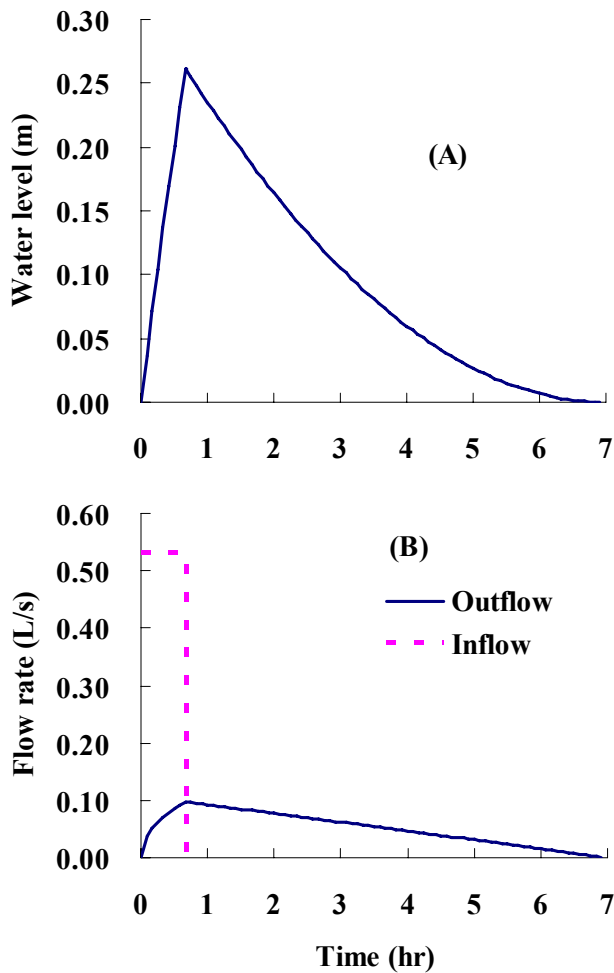 0.30
0.25
0.20
0.15
0.10
0.05
0.00
Water level (m)
(A)
0 1 2 3 4 5 6 7
0.60
0.50
0.40
0.30
0.20
0.10
0.00
Flow rate (L/s)
(B)
Outflow
Inflow
0 1 2 3 4 5 6 7
Time (hr)